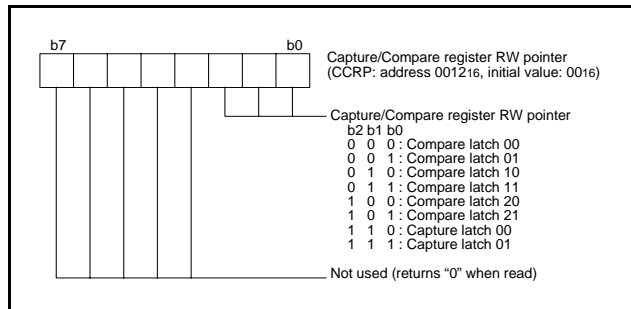 b7 b0
Capture/Compare register RW pointer
(CCRP: address 001216, initial value: 0016)
Capture/Compare register RW pointer
b2 b1 b0
0 0 0 : Compare latch 00
0 0 1 : Compare latch 01
0 1 0 : Compare latch 10
0 1 1 : Compare latch 11
1 0 0 : Compare latch 20
1 0 1 : Compare latch 21
1 1 0 : Capture latch 00
1 1 1 : Capture latch 01
Not used (returns “0” when read)